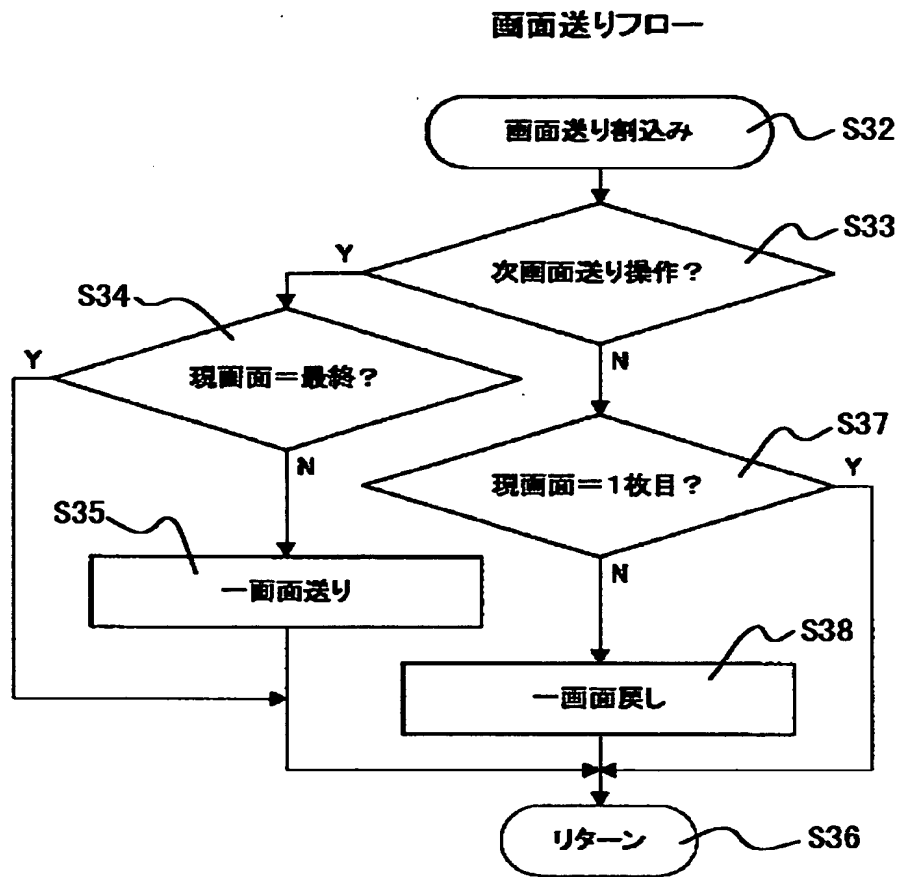 画面送りフロー
画面送り割込み
S32
次画面送り操作？
S33
Y
N
S34
現画面＝最終？
Y
N
S37
現画面＝1枚目？
Y
N
S35
一画面送り
S38
一画面戻し
リターン
S36